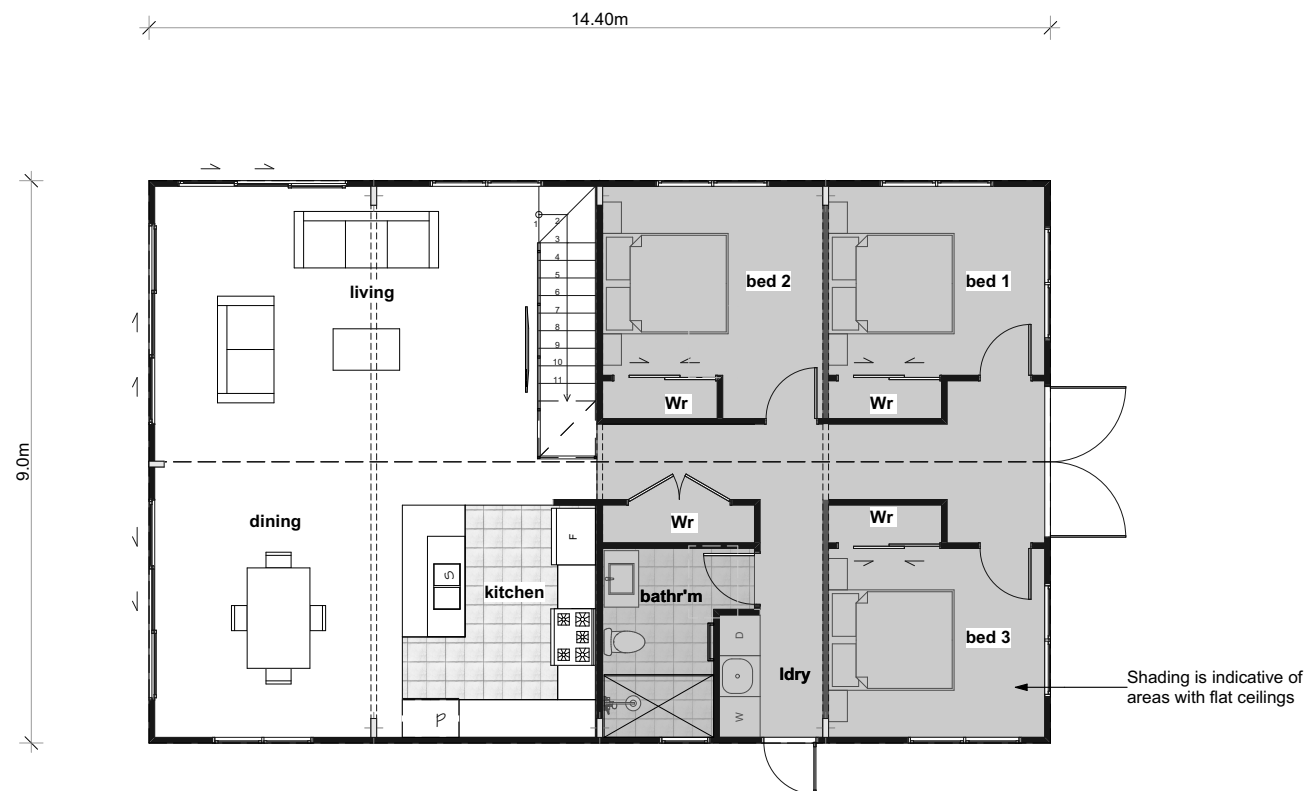 14.40m
9.0m
living
bed 2
bed 1
1
2
3
4
5
6
7
8
9
10
11
Wr
Wr
dining
Wr
Wr
F
S
kitchen
bathr'm
D
bed 3
ldry
W
P
Shading is indicative of
areas with flat ceilings